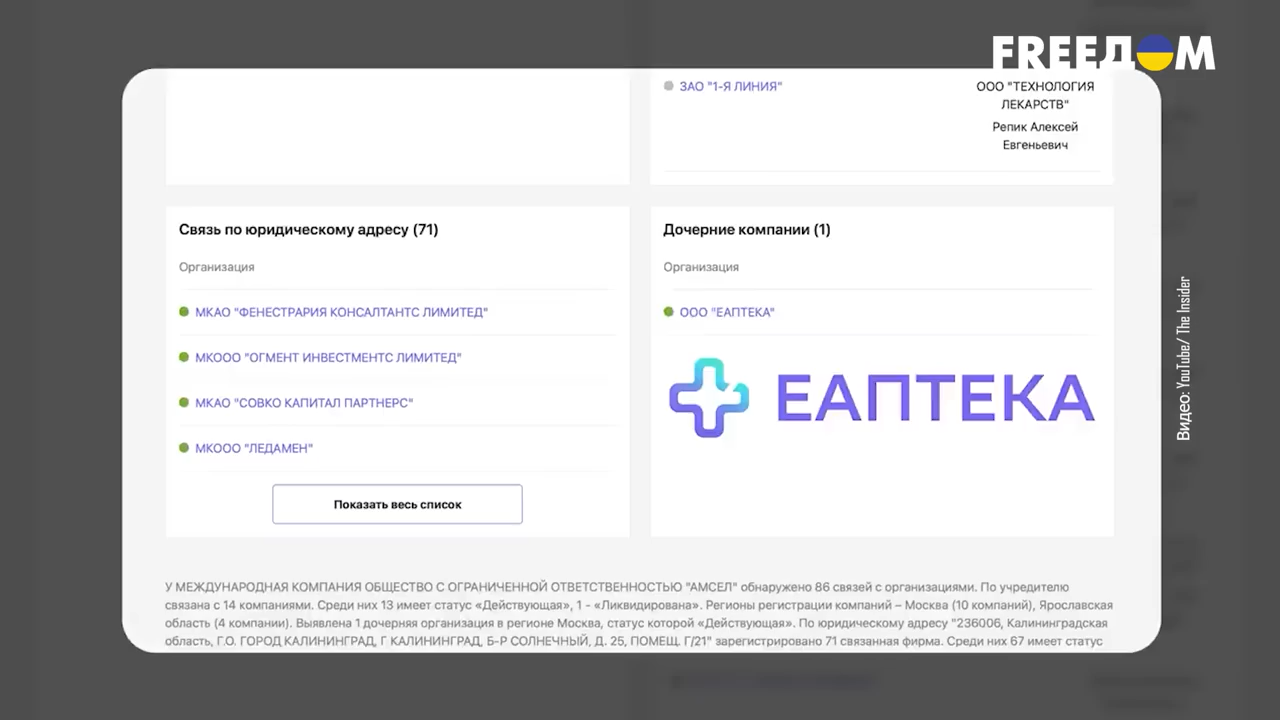 FREEДОМ
ЗАО "1-Я ЛИНИЯ"
ООО "ТЕХНОЛОГИЯ
ЛЕКАРСТВ"
Репик Алексей
Евгеньевич
Связь по юридическому адресу (71)
Организация
МКАО "ФЕНЕСТРАРИЯ КОНСАЛТАНТС ЛИМИТЕД"
МКООО "ОГМЕНТ ИНВЕСТМЕНТС ЛИМИТЕД"
МКАО "СОВКО КАПИТАЛ ПАРТНЕРС"
МКООО "ЛЕДАМЕН"
Показать весь список
Дочерние компании (1)
Организация
ООО "ЕАПТЕКА"
ЕАПТЕКА
У МЕЖДУНАРОДНАЯ КОМПАНИЯ ОБЩЕСТВО С ОГРАНИЧЕННОЙ ОТВЕТСТВЕННОСТЬЮ "АМСЕЛ" обнаружено 86 связей с организациями. По учредителю
связана с 14 компаниями. Среди них 13 имеет статус «Действующая», 1 - «Ликвидирована». Регионы регистрации компаний – Москва (10 компаний), Ярославская
область (4 компании). Выявлена 1 дочерняя организация в регионе Москва, статус которой «Действующая». По юридическому адресу "236006, Калининградская
область, Г.О. ГОРОД КАЛИНИНГРАД, Г КАЛИНИНГРАД, Б-Р СОЛНЕЧНЫЙ, Д. 25, ПОМЕЩ. Г/21" зарегистрировано 71 связанная фирма. Среди них 67 имеет статус
Видео: YouTube/ The Insider